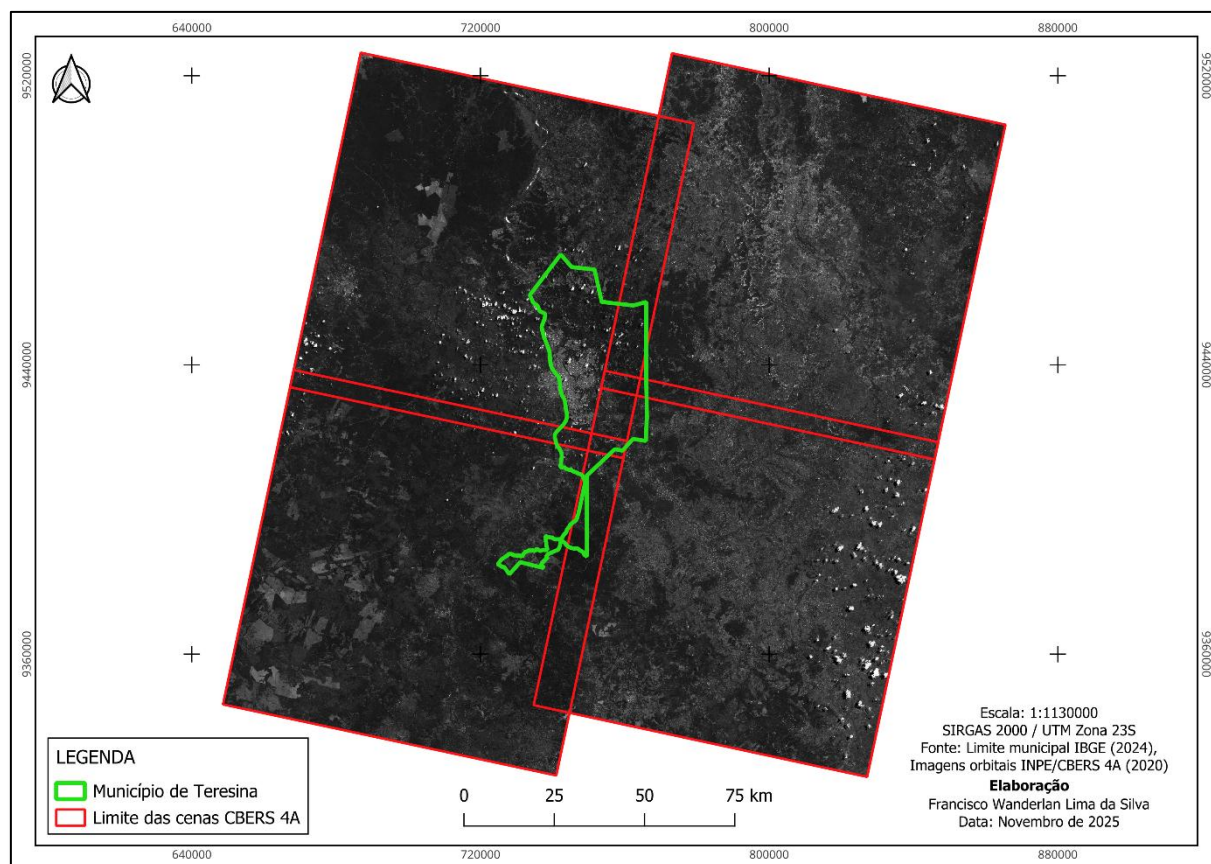 640000 720000 800000 880000
9520000 9520000
9440000 9440000
9360000 9360000
Escala: 1:1130000
SIRGAS 2000 / UTM Zona 23S
Fonte: Limite municipal IBGE (2024),
Imagens orbitais INPE/CBERS 4A (2020)
Elaboração
Francisco Wanderlan Lima da Silva
Data: Novembro de 2025
LEGENDA
Município de Teresina
Limite das cenas CBERS 4A
0 25 50 75 km
640000 720000 800000 880000